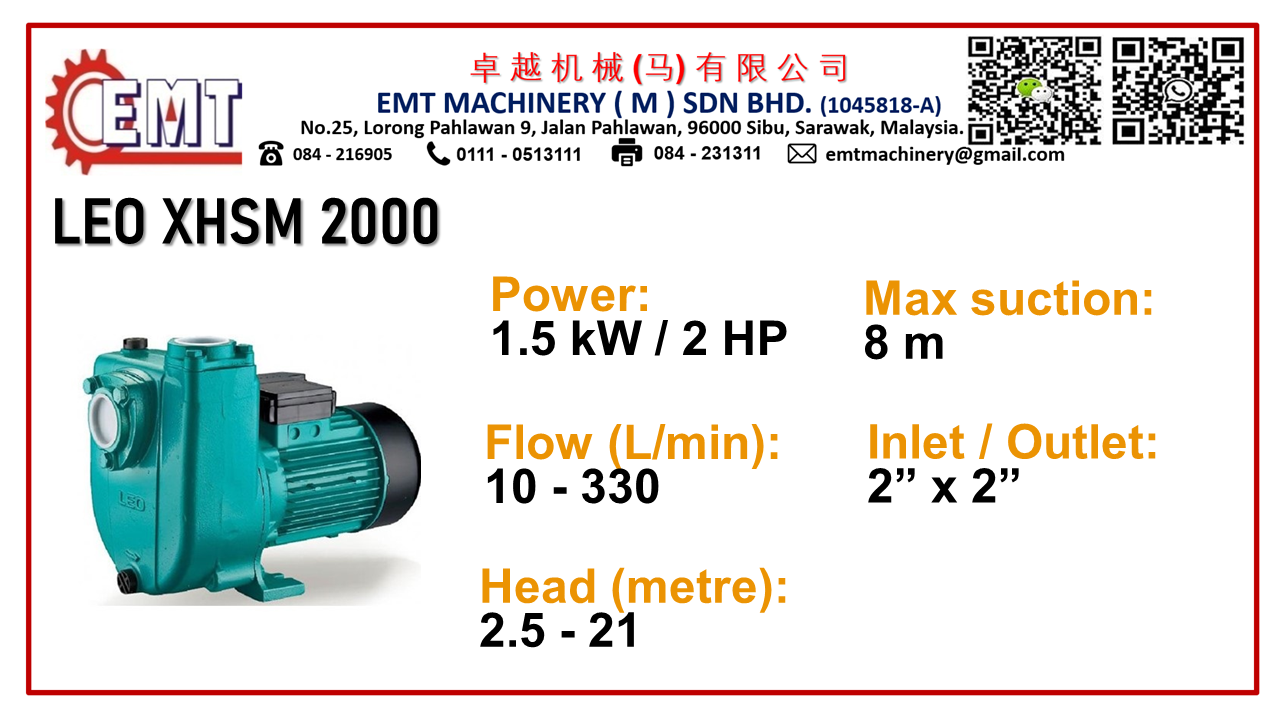 EMT
卓越机械(马)有限公司
EMT MACHINERY ( M ) SDN BHD. (1045818-A)
No.25, Lorong Pahlawan 9, Jalan Pahlawan, 96000 Sibu, Sarawak, Malaysia.
084 - 216905 0111 - 0513111 084 - 231311 emtmachinery@gmail.com
LEO XHSM 2000
Power:
1.5 kW / 2 HP
Max suction:
8 m
Flow (L/min):
10 - 330
Inlet / Outlet:
2” x 2”
Head (metre):
2.5 - 21
LEO